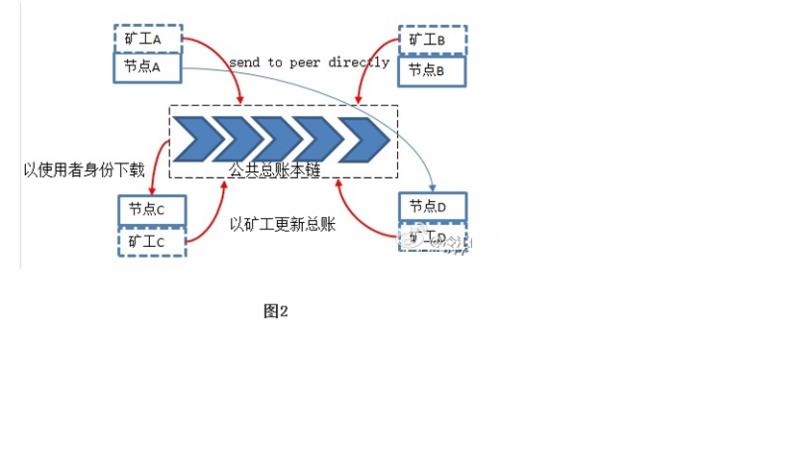 矿工A
节点A
send to peer directly
矿工B
节点B
以使用者身份下载
公共总账本链
节点C
矿工C
以矿工更新总账
节点D
矿工D
图2